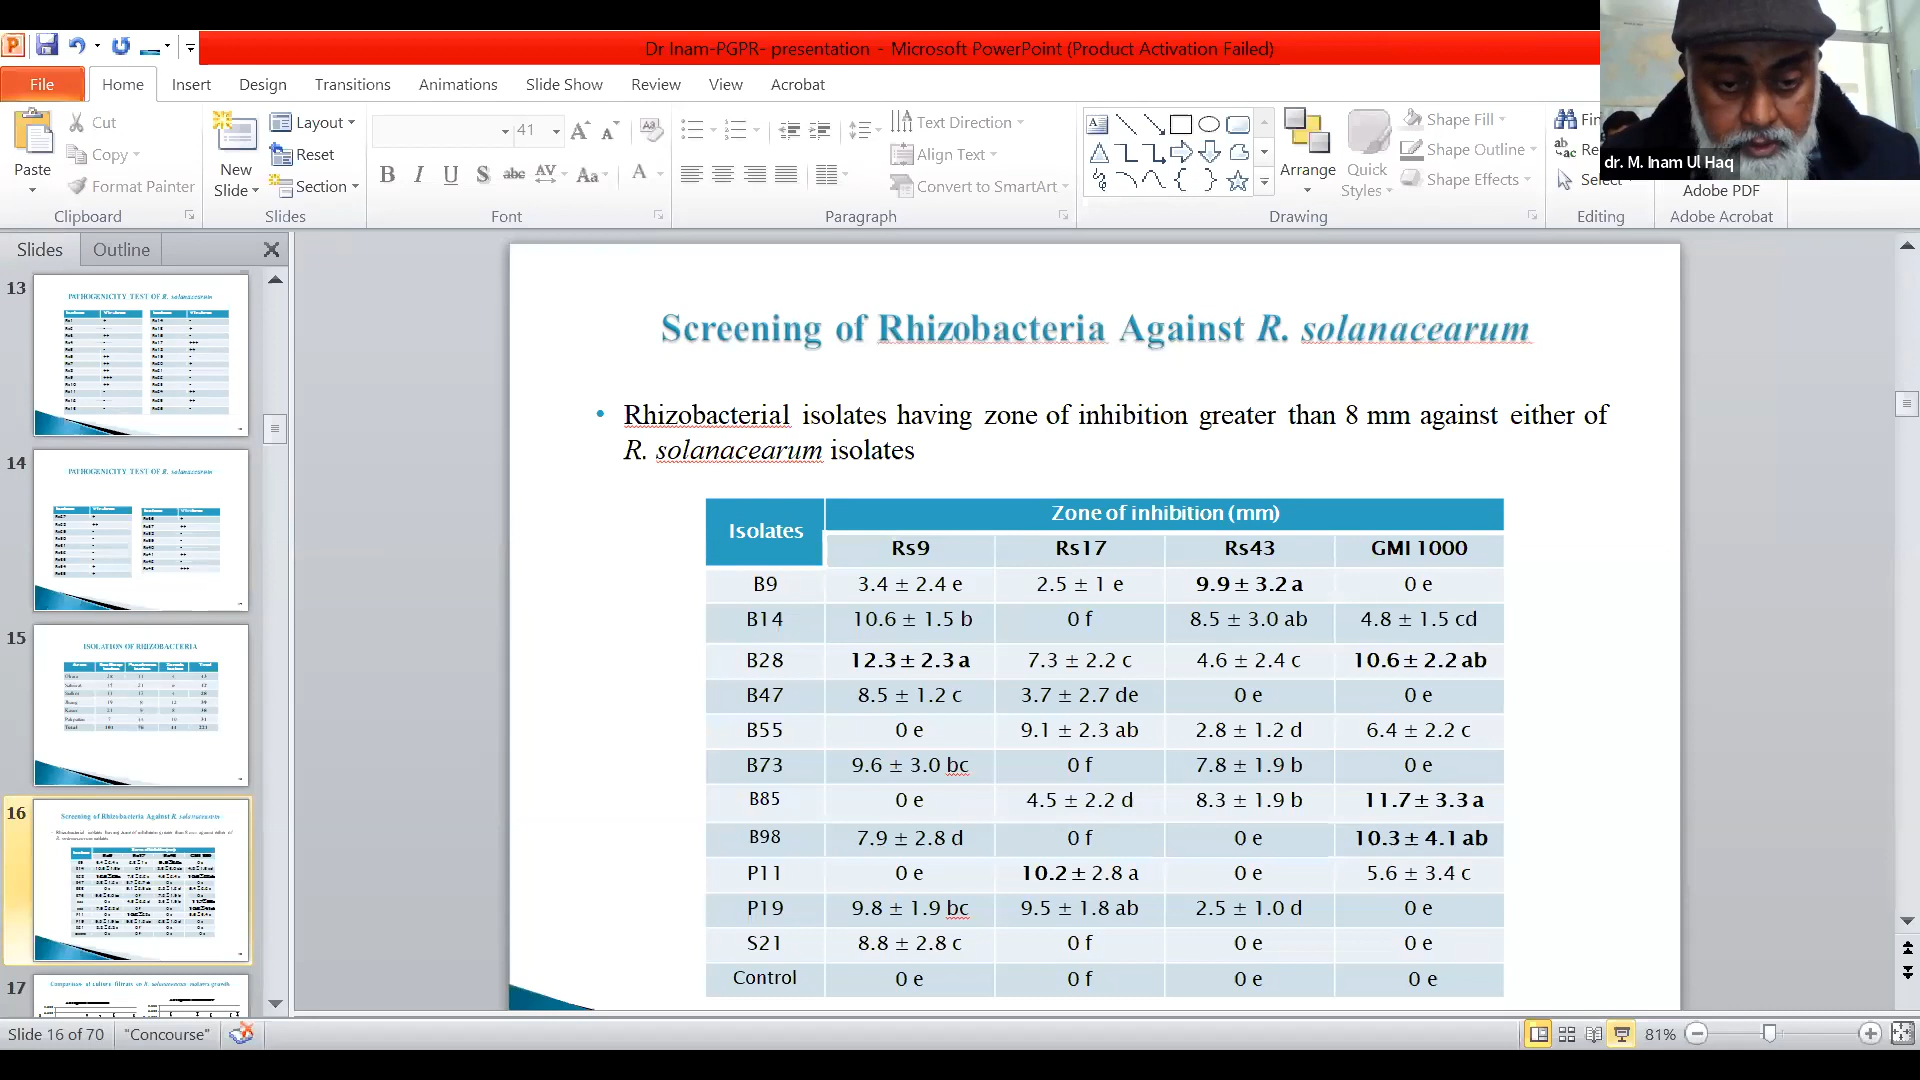 Dr Inam-PGPR- presentation - Microsoft PowerPoint (Product Activation Failed)
File Home Insert Design Transitions Animations Slide Show Review View Acrobat
Paste
Cut
Copy
Format Painter
Clipboard
New Slide
Layout
Reset
Section
Slides
41
B I U S abc AV Aa A
Font
Text Direction
Align Text
Convert to SmartArt
Paragraph
Arrange
Quick Styles
Shape Fill
Shape Outline
Shape Effects
Drawing
Select
Editing
Adobe PDF
Adobe Acrobat
dr. M. Inam Ul Haq
Slides Outline
13
PATHOGENICITY TEST OF R. solanacearum
14
PATHOGENICITY TEST OF R. solanacearum
15
ISOLATION OF RHIZOBACTERIA
16
Screening of Rhizobacteria Against R. solanacearum
17
Screening of Rhizobacteria Against R. solanacearum
• Rhizobacterial isolates having zone of inhibition greater than 8 mm against either of
R. solanacearum isolates
Isolates Zone of inhibition (mm)
Rs9 Rs17 Rs43 GMI 1000
B9 3.4 ± 2.4 e 2.5 ± 1 e 9.9 ± 3.2 a 0 e
B14 10.6 ± 1.5 b 0 f 8.5 ± 3.0 ab 4.8 ± 1.5 cd
B28 12.3 ± 2.3 a 7.3 ± 2.2 c 4.6 ± 2.4 c 10.6 ± 2.2 ab
B47 8.5 ± 1.2 c 3.7 ± 2.7 de 0 e 0 e
B55 0 e 9.1 ± 2.3 ab 2.8 ± 1.2 d 6.4 ± 2.2 c
B73 9.6 ± 3.0 bc 0 f 7.8 ± 1.9 b 0 e
B85 0 e 4.5 ± 2.2 d 8.3 ± 1.9 b 11.7 ± 3.3 a
B98 7.9 ± 2.8 d 0 f 0 e 10.3 ± 4.1 ab
P11 0 e 10.2 ± 2.8 a 0 e 5.6 ± 3.4 c
P19 9.8 ± 1.9 bc 9.5 ± 1.8 ab 2.5 ± 1.0 d 0 e
S21 8.8 ± 2.8 c 0 f 0 e 0 e
Control 0 e 0 f 0 e 0 e
Slide 16 of 70 "Concourse" 81%